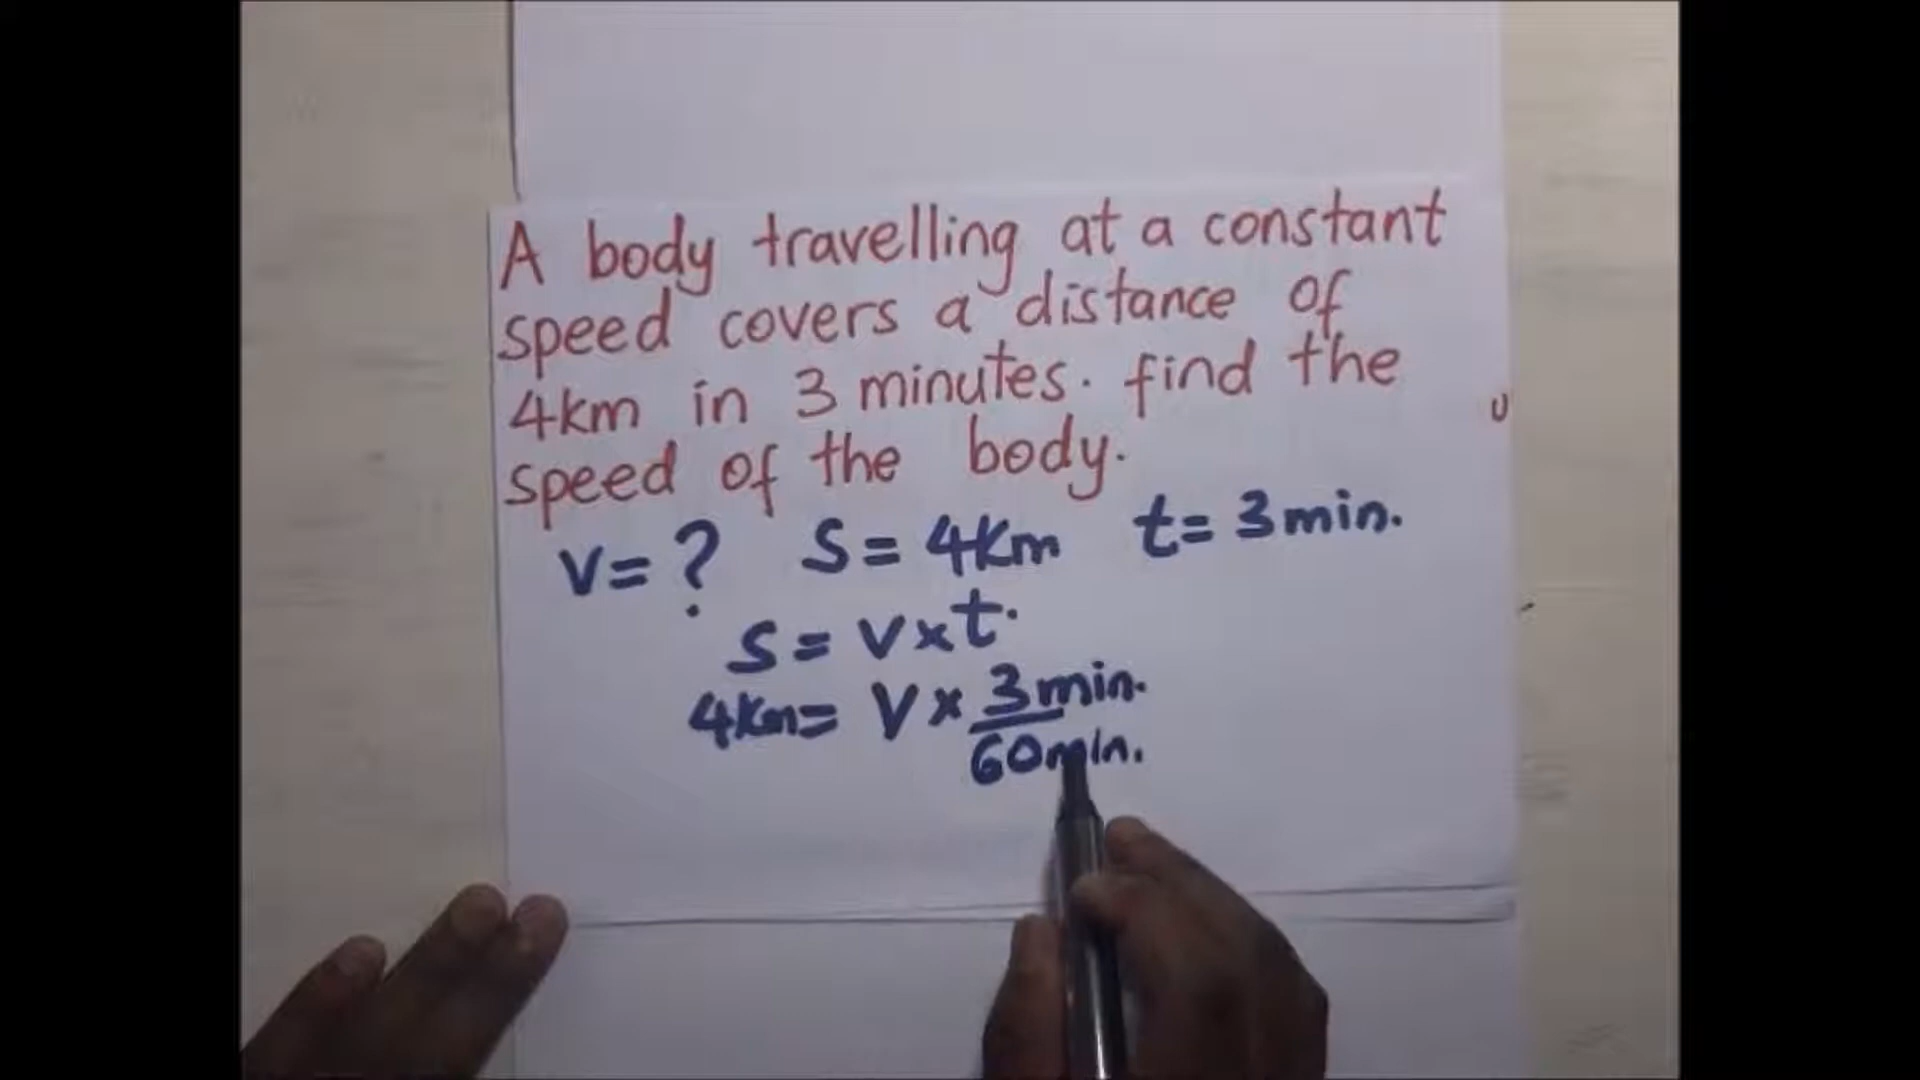 A body travelling at a constant
speed covers a distance of
4km in 3 minutes. find the
speed of the body.
v= ? S = 4Km t= 3min.
S = v×t.
4Km= V × 3min.
60min.